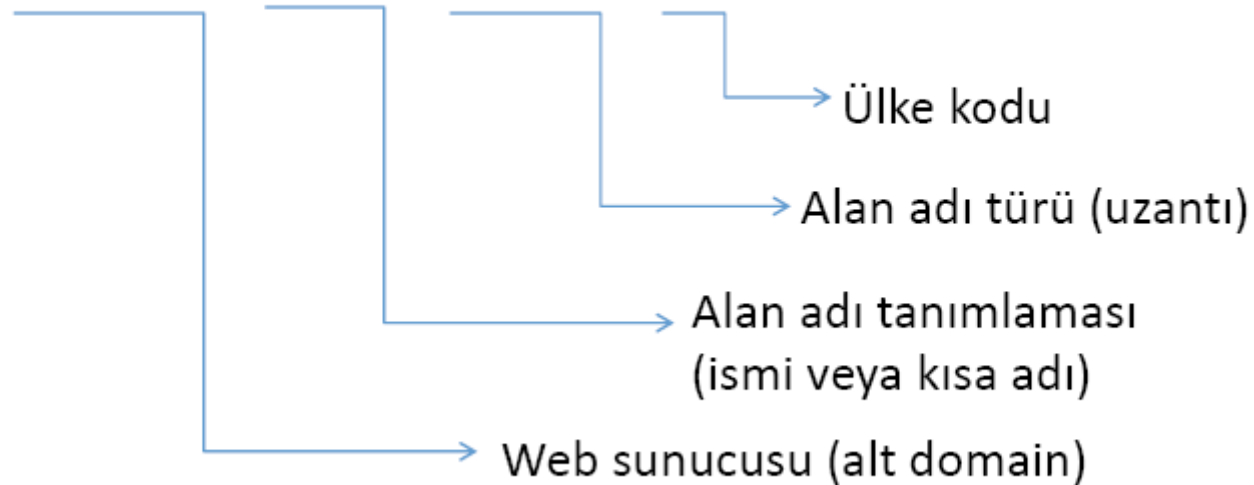 Ülke kodu
Alan adı türü (uzantı)
Alan adı tanımlaması
(ismi veya kısa adı)
Web sunucusu (alt domain)